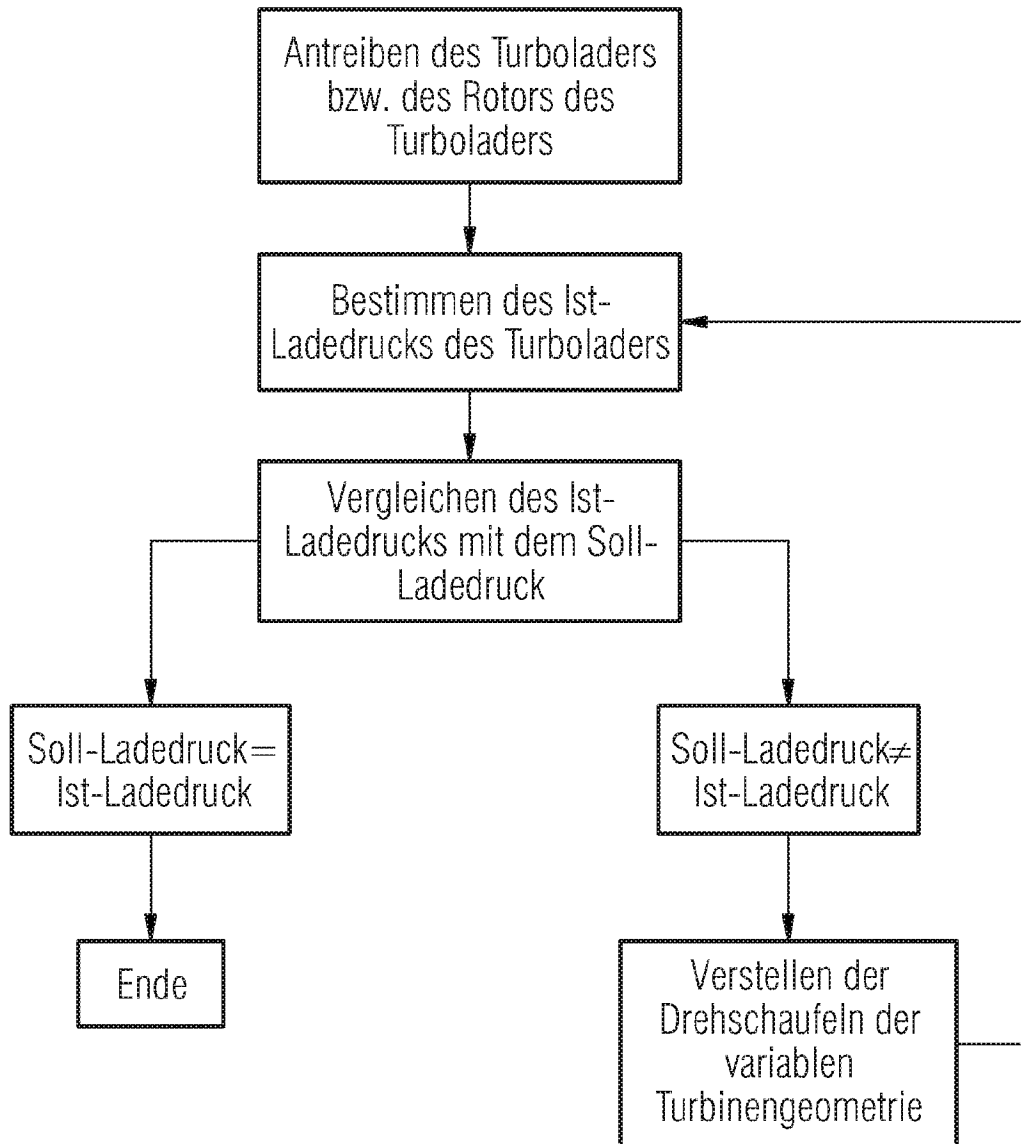 Antreiben des Turboladers
bzw. des Rotors des
Turboladers
Bestimmen des Ist-
Ladedrucks des Turboladers
Vergleichen des Ist-
Ladedrucks mit dem Soll-
Ladedruck
Soll-Ladedruck=
Ist-Ladedruck
Soll-Ladedruck≠
Ist-Ladedruck
Ende
Verstellen der
Drehschaufeln der
variablen
Turbinengeometrie